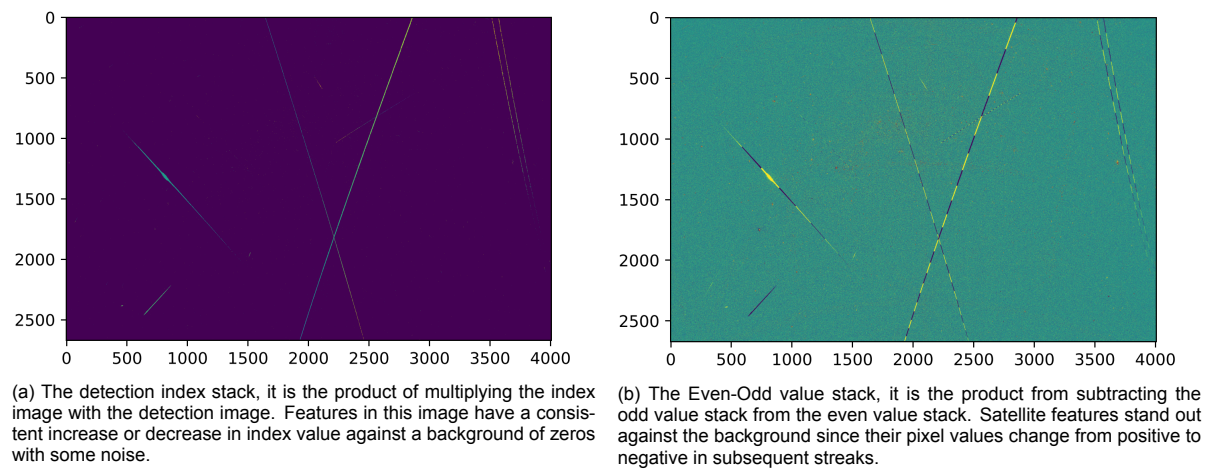 0
500
1000
1500
2000
2500
0 500 1000 1500 2000 2500 3000 3500 4000
(a) The detection index stack, it is the product of multiplying the index
image with the detection image. Features in this image have a consis-
tent increase or decrease in index value against a background of zeros
with some noise.
0
500
1000
1500
2000
2500
0 500 1000 1500 2000 2500 3000 3500 4000
(b) The Even-Odd value stack, it is the product from subtracting the
odd value stack from the even value stack. Satellite features stand out
against the background since their pixel values change from positive to
negative in subsequent streaks.